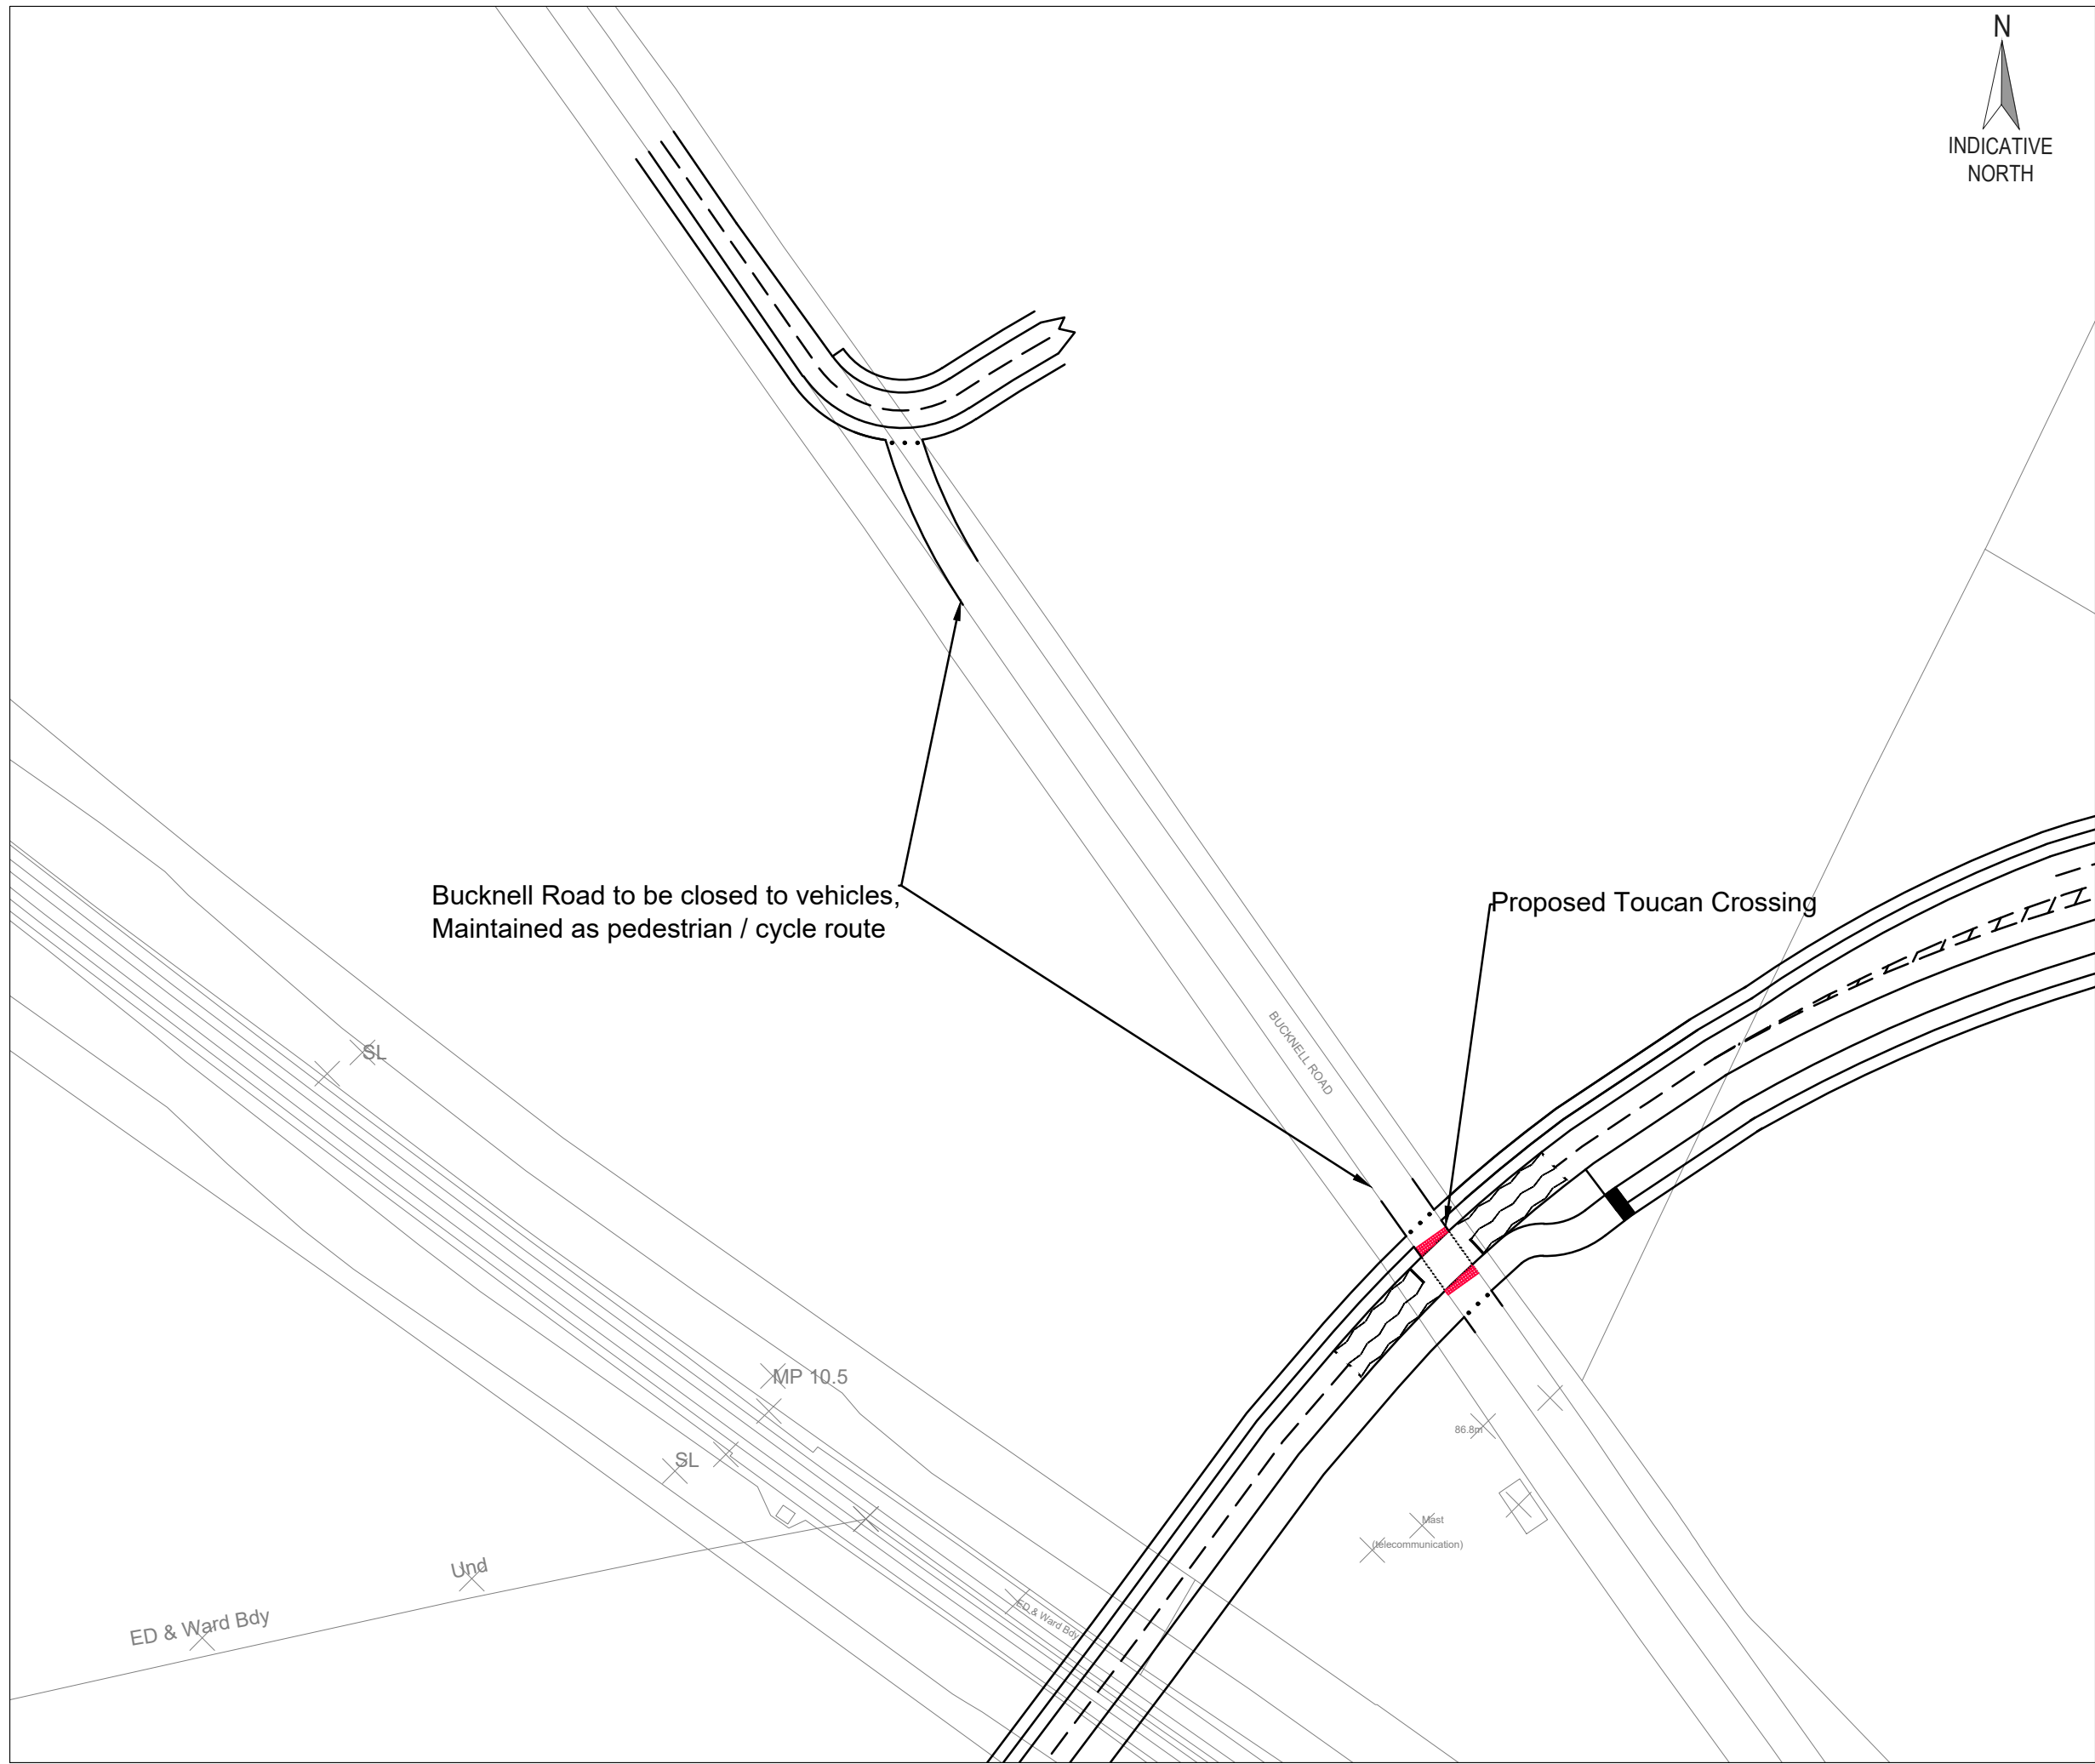 N
INDICATIVE
NORTH
Bucknell Road to be closed to vehicles,
Maintained as pedestrian / cycle route
Proposed Toucan Crossing
BUCKNELL ROAD
SL
MP 10.5
SL
86.8m
Mast
(telecommunication)
Und
ED & Ward Bdy
ED & Ward Bdy